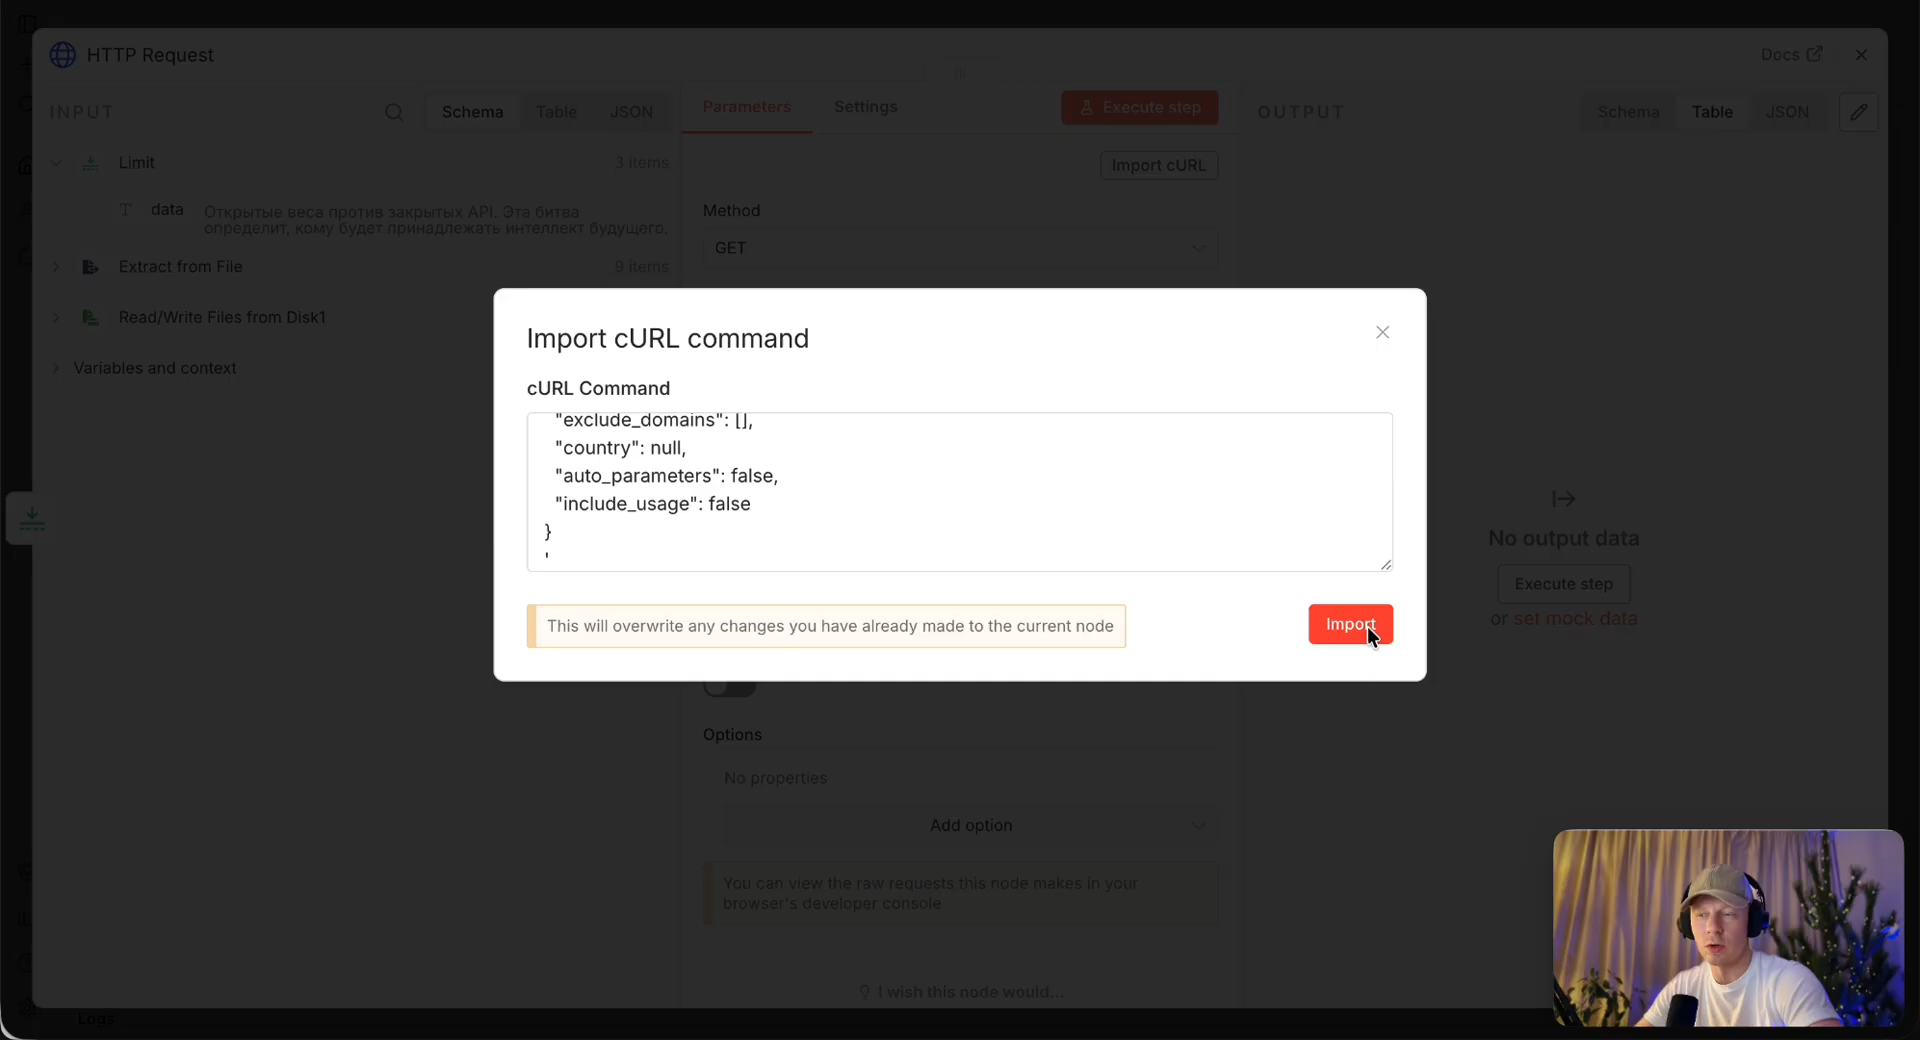 HTTP Request
Docs
INPUT
Schema
Table
JSON
Parameters
Settings
Execute step
OUTPUT
Schema
Table
JSON
Limit
3 items
Import cURL
T
data
Открытые веса против закрытых API. Эта битва
определит, кому будет принадлежать интеллект будущего.
Method
GET
Extract from File
9 items
Read/Write Files from Disk1
Variables and context
Import cURL command
cURL Command
"exclude_domains": [],
"country": null,
"auto_parameters": false,
"include_usage": false
}
'
This will overwrite any changes you have already made to the current node
Import
No output data
Execute step
or set mock data
Options
No properties
Add option
You can view the raw requests this node makes in your
browser's developer console
I wish this node would...
Logs